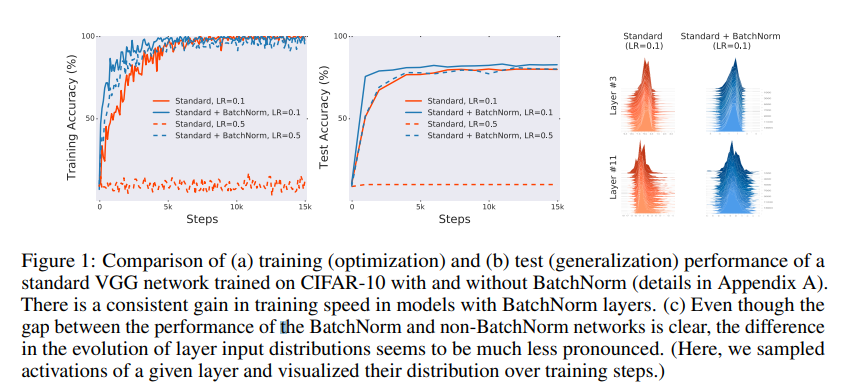 100
50
Training Accuracy (%)
Standard, LR=0.1
Standard + BatchNorm, LR=0.1
Standard, LR=0.5
Standard + BatchNorm, LR=0.5
0
5k
10k
15k
Steps
100
50
Test Accuracy (%)
Standard, LR=0.1
Standard + BatchNorm, LR=0.1
Standard, LR=0.5
Standard + BatchNorm, LR=0.5
0
5k
10k
15k
Steps
Standard
(LR=0.1)
Standard + BatchNorm
(LR=0.1)
Layer #3
Layer #11
Figure 1: Comparison of (a) training (optimization) and (b) test (generalization) performance of a
standard VGG network trained on CIFAR-10 with and without BatchNorm (details in Appendix A).
There is a consistent gain in training speed in models with BatchNorm layers. (c) Even though the
gap between the performance of the BatchNorm and non-BatchNorm networks is clear, the difference
in the evolution of layer input distributions seems to be much less pronounced. (Here, we sampled
activations of a given layer and visualized their distribution over training steps.)